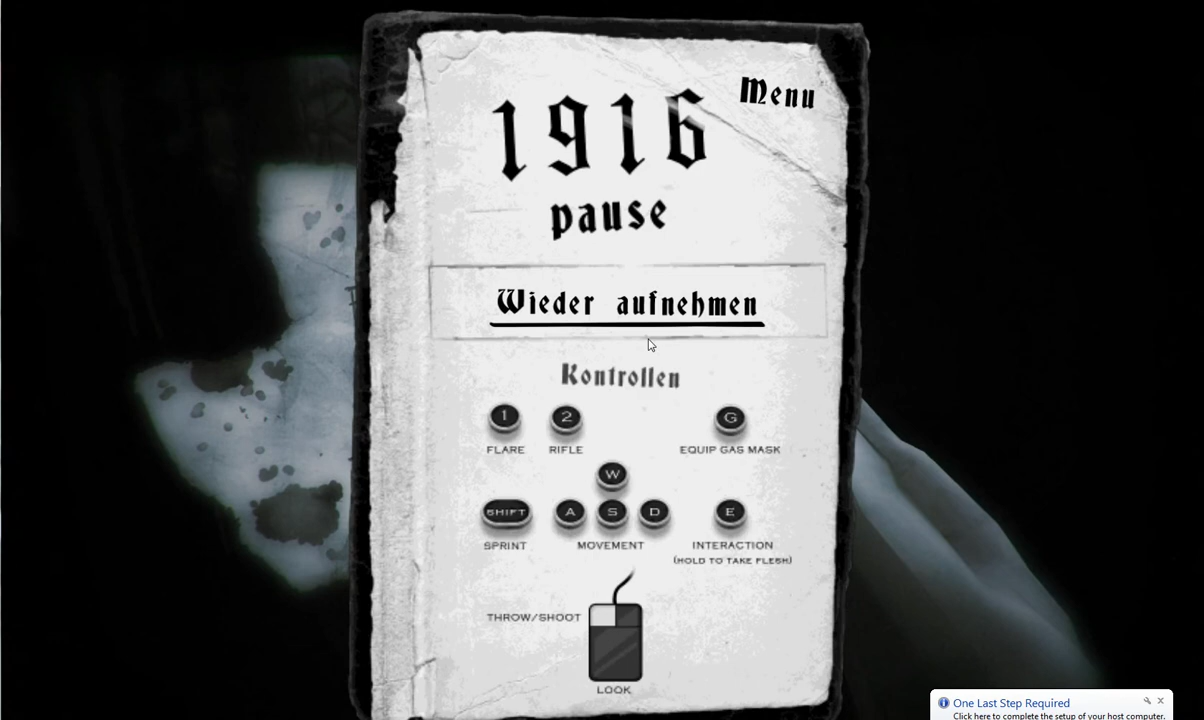 Menu
1916
pause
Wieder aufnehmen
Kontrollen
1 2 G
FLARE RIFLE EQUIP GAS MASK
W
SHIFT A S D E
SPRINT MOVEMENT INTERACTION
(HOLD TO TAKE FLESH)
THROW/SHOOT
LOOK
One Last Step Required
Click here to complete the setup of your host computer.